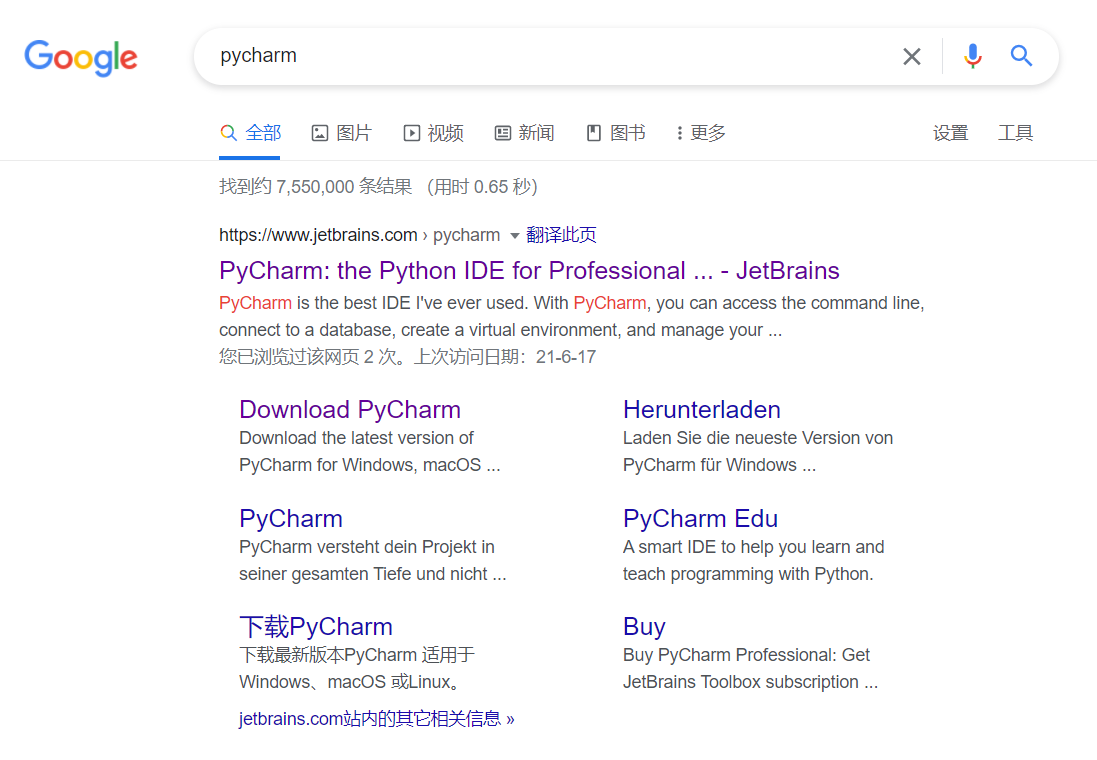 Google
pycharm
全部 图片 视频 新闻 图书 更多 设置 工具
找到约 7,550,000 条结果 （用时 0.65 秒）
https://www.jetbrains.com › pycharm 翻译此页
PyCharm: the Python IDE for Professional ... - JetBrains
PyCharm is the best IDE I've ever used. With PyCharm, you can access the command line,
connect to a database, create a virtual environment, and manage your ...
您已浏览过该网页 2 次。上次访问日期：21-6-17
Download PyCharm
Download the latest version of
PyCharm for Windows, macOS ...
Herunterladen
Laden Sie die neueste Version von
PyCharm für Windows ...
PyCharm
PyCharm versteht dein Projekt in
seiner gesamten Tiefe und nicht ...
PyCharm Edu
A smart IDE to help you learn and
teach programming with Python.
下载PyCharm
下载最新版本PyCharm 适用于
Windows、macOS 或Linux。
Buy
Buy PyCharm Professional: Get
JetBrains Toolbox subscription ...
jetbrains.com站内的其它相关信息 »